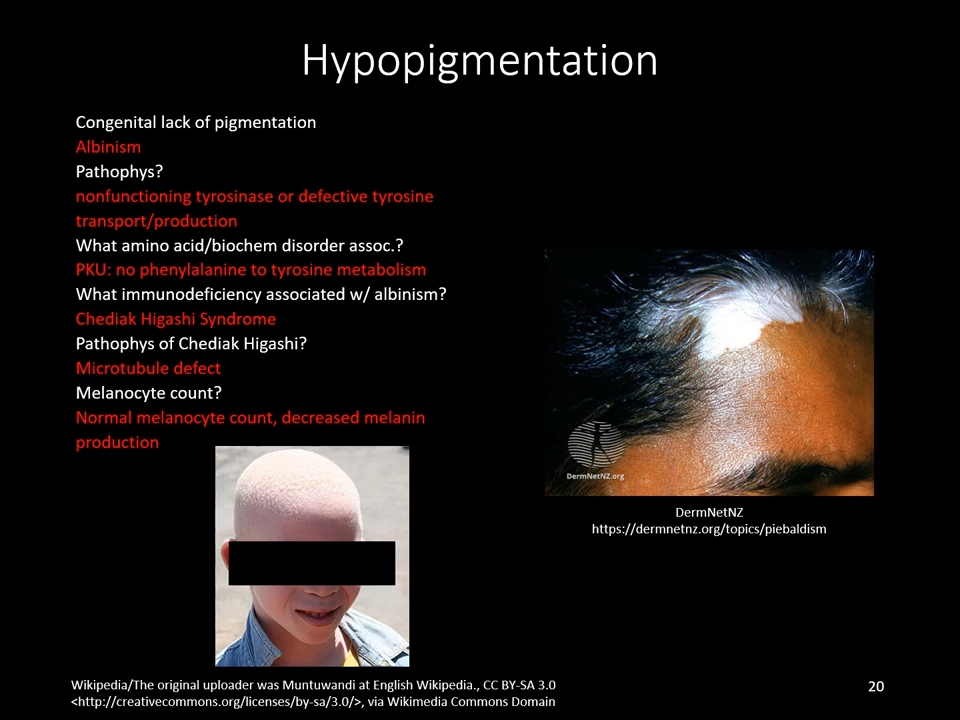 Hypopigmentation
Congenital lack of pigmentation
Albinism
Pathophys?
nonfunctioning tyrosinase or defective tyrosine
transport/production
What amino acid/biochem disorder assoc.?
PKU: no phenylalanine to tyrosine metabolism
What immunodeficiency associated w/ albinism?
Chediak Higashi Syndrome
Pathophys of Chediak Higashi?
Microtubule defect
Melanocyte count?
Normal melanocyte count, decreased melanin
production
DermNetNZ.org
DermNetNZ
https://dermnetnz.org/topics/piebaldism
Wikipedia/The original uploader was Muntuwandi at English Wikipedia., CC BY-SA 3.0
<http://creativecommons.org/licenses/by-sa/3.0/>, via Wikimedia Commons Domain
20